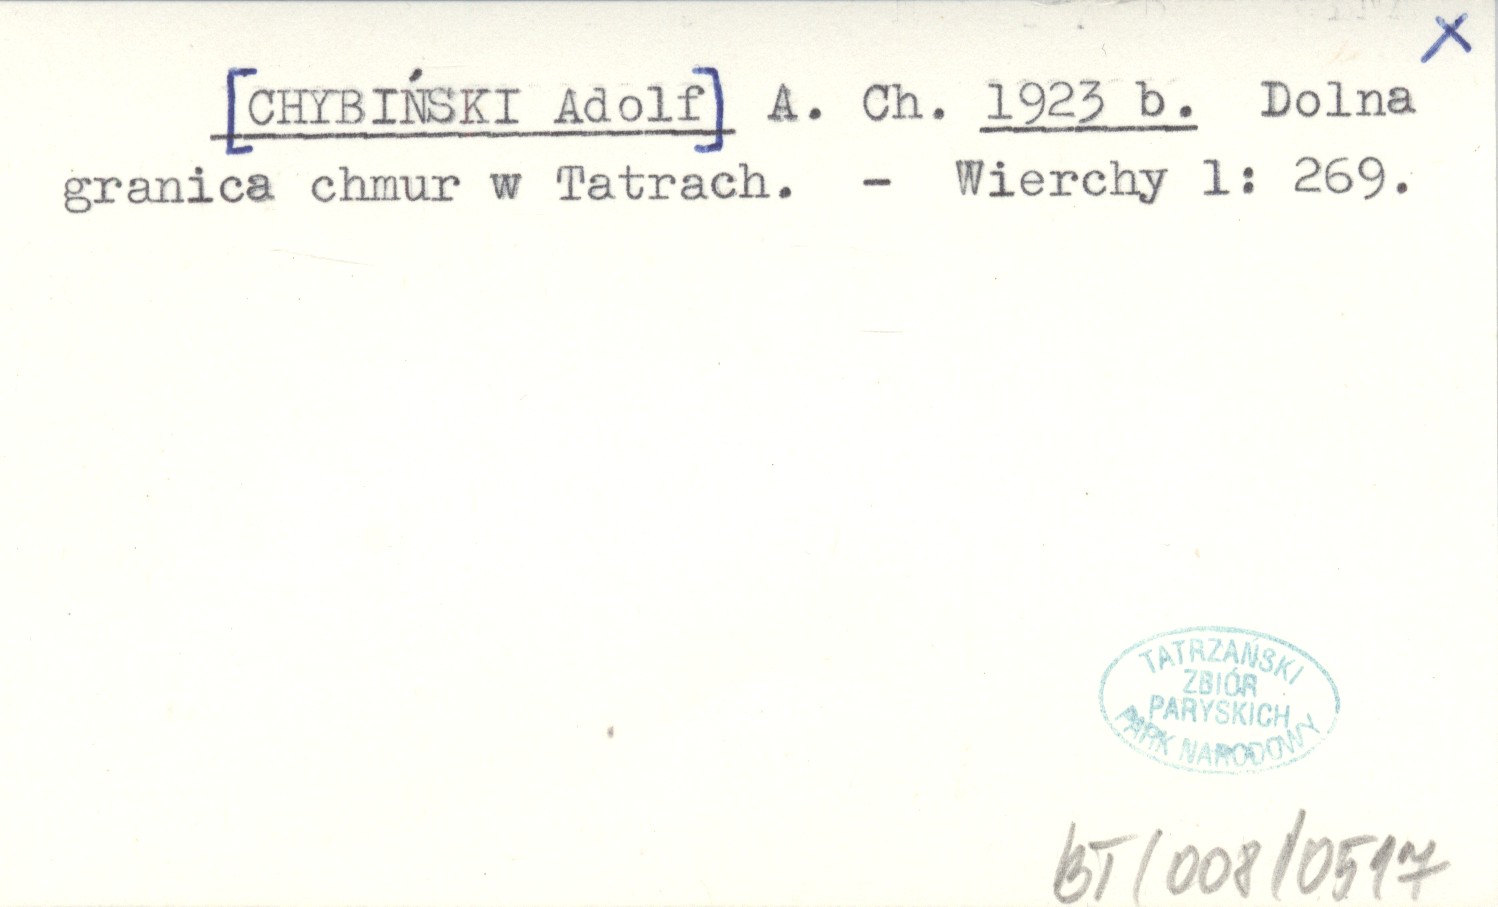 X
[CHYBIŃSKI Adolf] A. Ch. 1923 b. Dolna
granica chmur w Tatrach. - Wierchy 1: 269.
TATRZAŃSKI
ZBIÓR
PARYSKICH
PARK NARODOWY
BT/008/0517